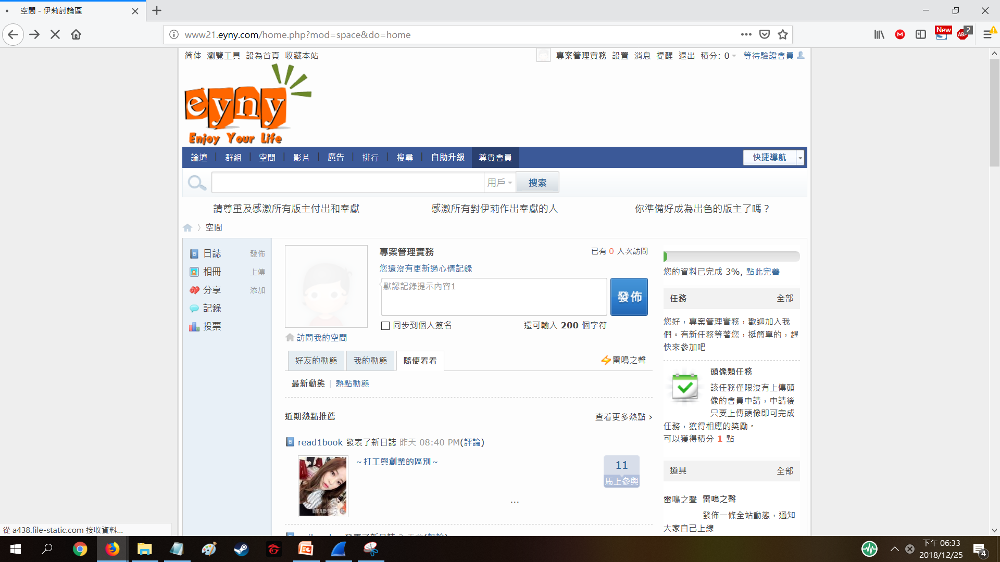 空間 - 伊莉討論區
www21.eyny.com/home.php?mod=space&do=home
New
ABP
2
简体 瀏覽工具 設為首頁 收藏本站
專案管理實務 設置 消息 提醒 退出 積分: 0 等待驗證會員
eyny
Enjoy Your Life
論壇 群組 空間 影片 廣告 排行 搜尋 自助升級 尊貴會員
快捷導航
用戶 搜索
請尊重及感激所有版主付出和奉獻 感激所有對伊莉作出奉獻的人 你準備好成為出色的版主了嗎？
空間
日誌 發佈
相冊 上傳
分享 添加
記錄
投票
專案管理實務
已有 0 人次訪問
您還沒有更新過心情記錄
默認記錄提示內容1
發佈
同步到個人簽名
還可輸入 200 個字符
訪問我的空間
好友的動態 我的動態 隨便看看
雷鳴之聲
最新動態 | 熱點動態
近期熱點推薦
查看更多熱點 ›
read1book 發表了新日誌 昨天 08:40 PM(評論)
～打工與創業的區別～
11
馬上參與
READ1BOOK
...
您的資料已完成 3%, 點此完善
任務 全部
您好，專案管理實務，歡迎加入我
們。有新任務等著您，挺簡單的，趕
快來參加吧
頭像類任務
該任務僅限沒有上傳頭
像的會員申請，申請後
只要上傳頭像即可完成
任務，獲得相應的獎勵。
可以獲得積分 1 點
道具 全部
雷鳴之聲 雷鳴之聲
發佈一條全站動態，通知
大家自己上線
從 a438.file-static.com 接收資料...
下午 06:33
2018/12/25
4